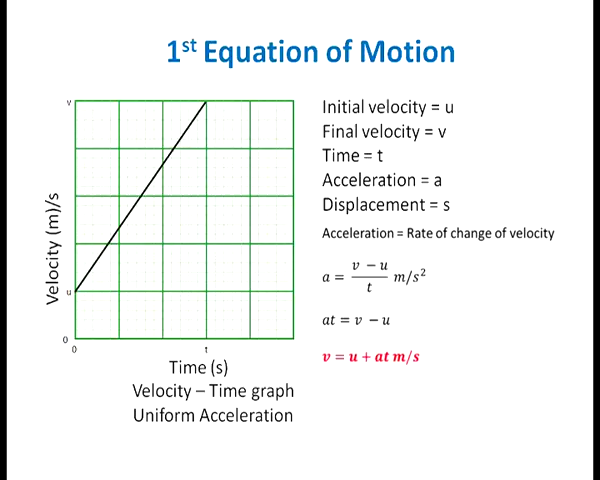 1st Equation of Motion
Initial velocity = u
Final velocity = v
Time = t
Acceleration = a
Displacement = s
Acceleration = Rate of change of velocity
a = (v − u)/t m/s²
at = v − u
v = u + at m/s
Velocity (m)/s
v
u
0
0
t
Time (s)
Velocity – Time graph
Uniform Acceleration